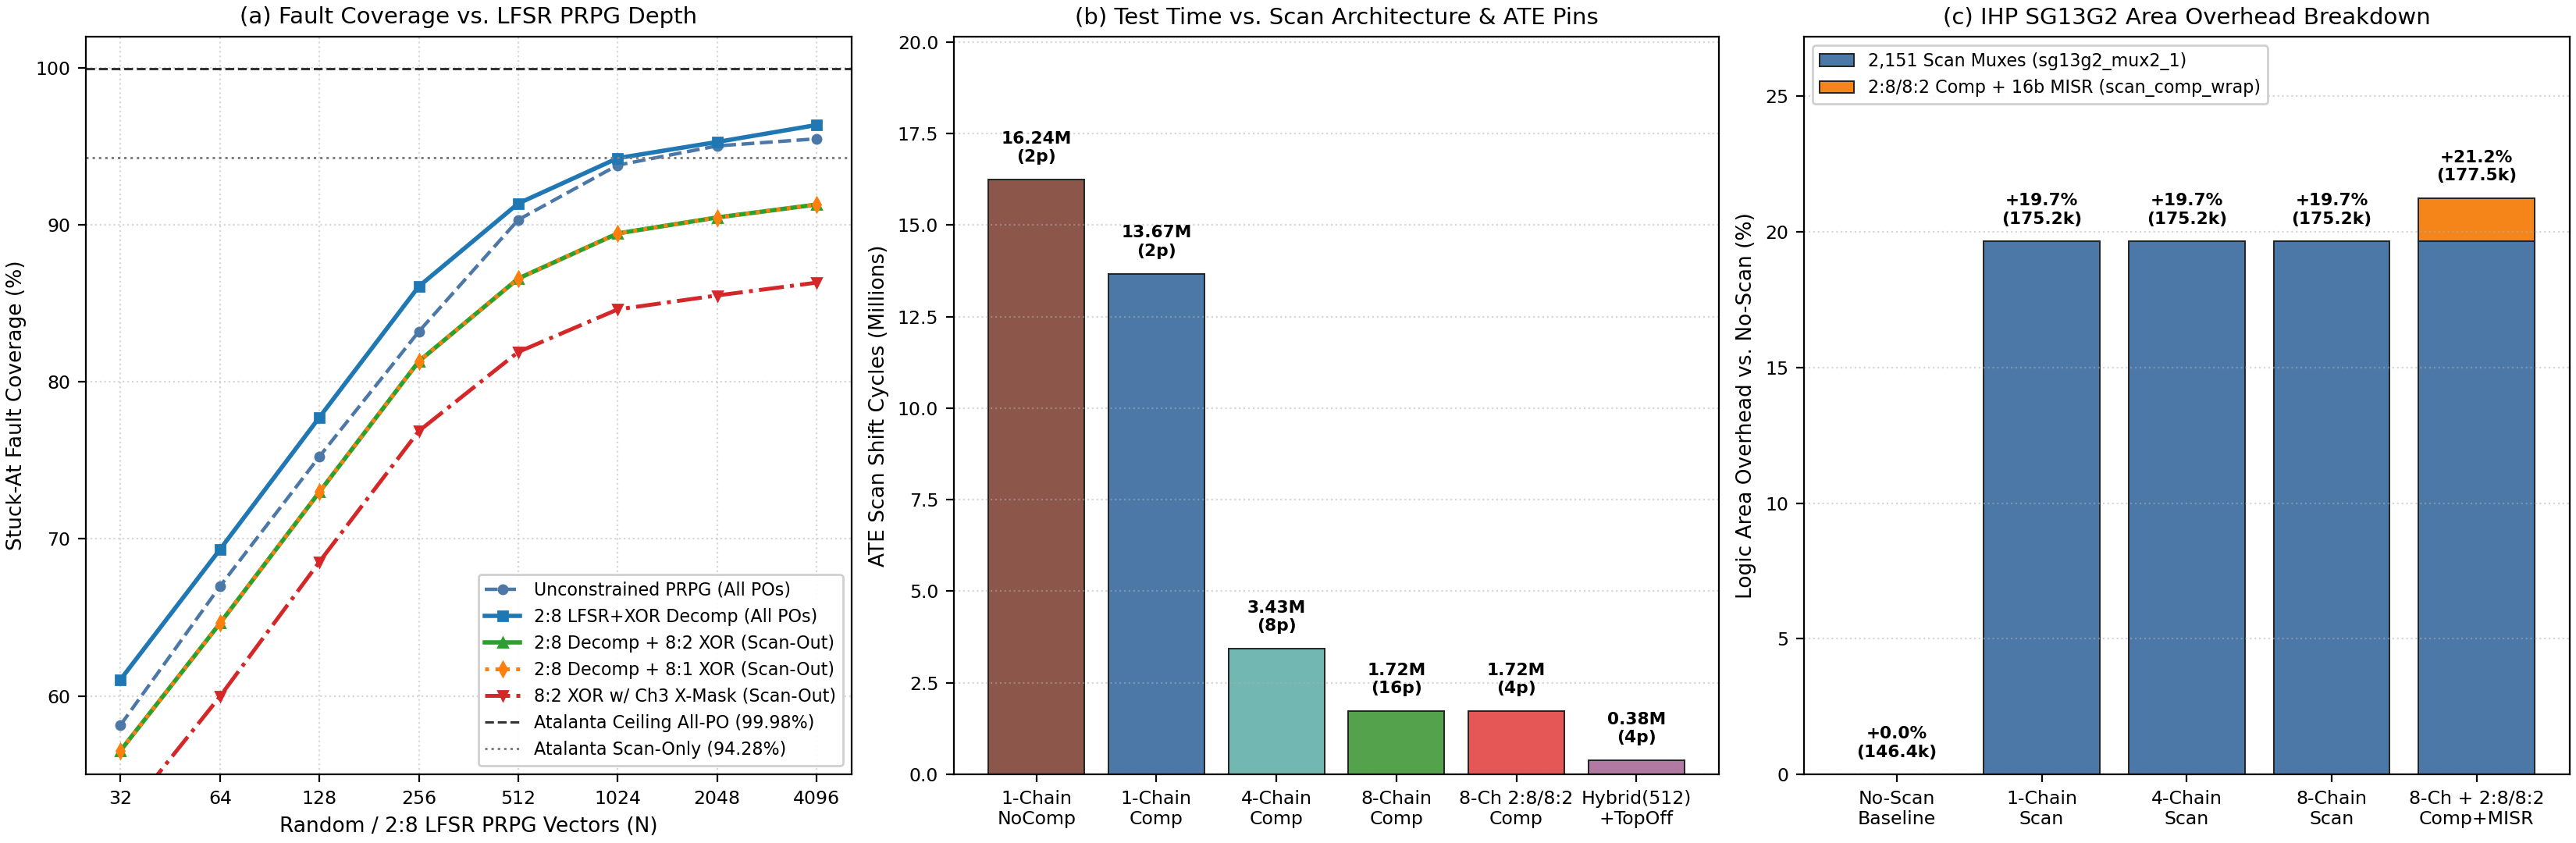 (a) Fault Coverage vs. LFSR PRPG Depth
Stuck-At Fault Coverage (%)
100
90
80
70
60
32 64 128 256 512 1024 2048 4096
Random / 2:8 LFSR PRPG Vectors (N)
Unconstrained PRPG (All POs)
2:8 LFSR+XOR Decomp (All POs)
2:8 Decomp + 8:2 XOR (Scan-Out)
2:8 Decomp + 8:1 XOR (Scan-Out)
8:2 XOR w/ Ch3 X-Mask (Scan-Out)
Atalanta Ceiling All-PO (99.98%)
Atalanta Scan-Only (94.28%)
(b) Test Time vs. Scan Architecture & ATE Pins
ATE Scan Shift Cycles (Millions)
20.0
17.5
15.0
12.5
10.0
7.5
5.0
2.5
0.0
16.24M
(2p)
13.67M
(2p)
3.43M
(8p)
1.72M
(16p)
1.72M
(4p)
0.38M
(4p)
1-Chain
NoComp
1-Chain
Comp
4-Chain
Comp
8-Chain
Comp
8-Ch 2:8/8:2
Comp
Hybrid(512)
+TopOff
(c) IHP SG13G2 Area Overhead Breakdown
Logic Area Overhead vs. No-Scan (%)
25
20
15
10
5
0
2,151 Scan Muxes (sg13g2_mux2_1)
2:8/8:2 Comp + 16b MISR (scan_comp_wrap)
+0.0%
(146.4k)
+19.7%
(175.2k)
+19.7%
(175.2k)
+19.7%
(175.2k)
+21.2%
(177.5k)
No-Scan
Baseline
1-Chain
Scan
4-Chain
Scan
8-Chain
Scan
8-Ch + 2:8/8:2
Comp+MISR